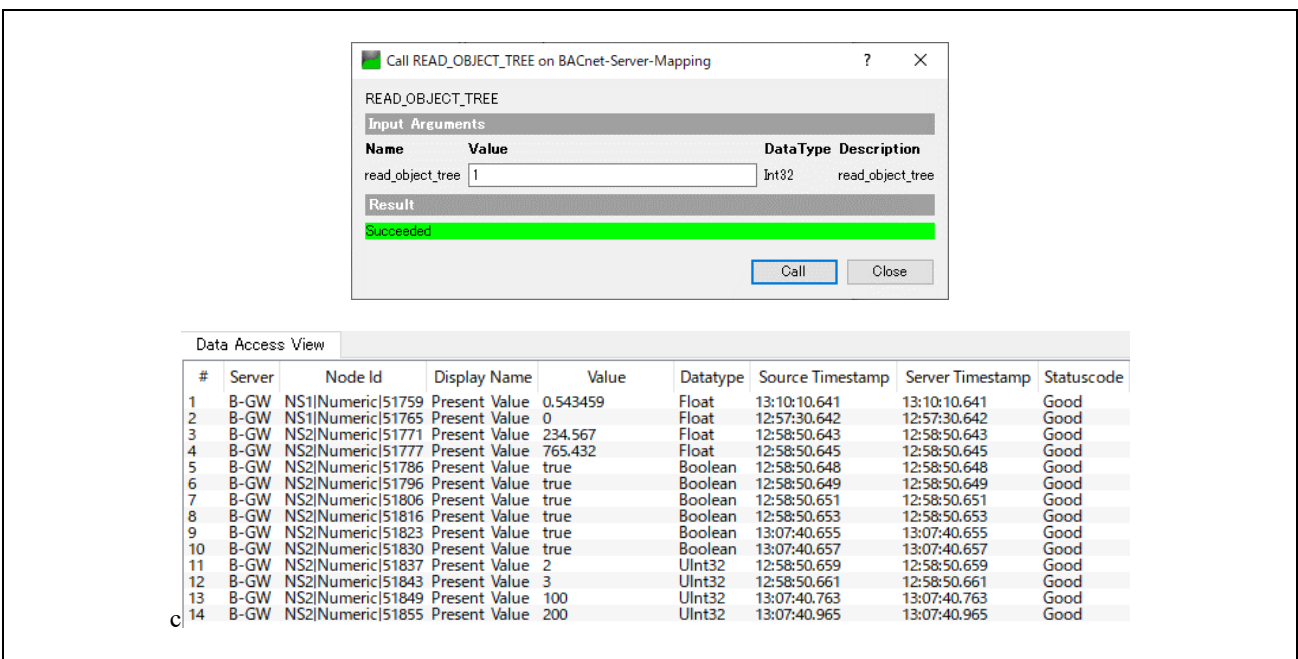 Call READ_OBJECT_TREE on BACnet-Server-Mapping ? ×
READ_OBJECT_TREE
Input Arguments
Name Value DataType Description
read_object_tree 1 Int32 read_object_tree
Result
Succeeded
Call Close
Data Access View
# Server Node Id Display Name Value Datatype Source Timestamp Server Timestamp Statuscode
1 B-GW NS1|Numeric|51759 Present Value 0.543459 Float 13:10:10.641 13:10:10.641 Good
2 B-GW NS1|Numeric|51765 Present Value 0 Float 12:57:30.642 12:57:30.642 Good
3 B-GW NS2|Numeric|51771 Present Value 234.567 Float 12:58:50.643 12:58:50.643 Good
4 B-GW NS2|Numeric|51777 Present Value 765.432 Float 12:58:50.645 12:58:50.645 Good
5 B-GW NS2|Numeric|51786 Present Value true Boolean 12:58:50.648 12:58:50.648 Good
6 B-GW NS2|Numeric|51796 Present Value true Boolean 12:58:50.649 12:58:50.649 Good
7 B-GW NS2|Numeric|51806 Present Value true Boolean 12:58:50.651 12:58:50.651 Good
8 B-GW NS2|Numeric|51816 Present Value true Boolean 12:58:50.653 12:58:50.653 Good
9 B-GW NS2|Numeric|51823 Present Value true Boolean 13:07:40.655 13:07:40.655 Good
10 B-GW NS2|Numeric|51830 Present Value true Boolean 13:07:40.657 13:07:40.657 Good
11 B-GW NS2|Numeric|51837 Present Value 2 UInt32 12:58:50.659 12:58:50.659 Good
12 B-GW NS2|Numeric|51843 Present Value 3 UInt32 12:58:50.661 12:58:50.661 Good
13 B-GW NS2|Numeric|51849 Present Value 100 UInt32 13:07:40.763 13:07:40.763 Good
c 14 B-GW NS2|Numeric|51855 Present Value 200 UInt32 13:07:40.965 13:07:40.965 Good